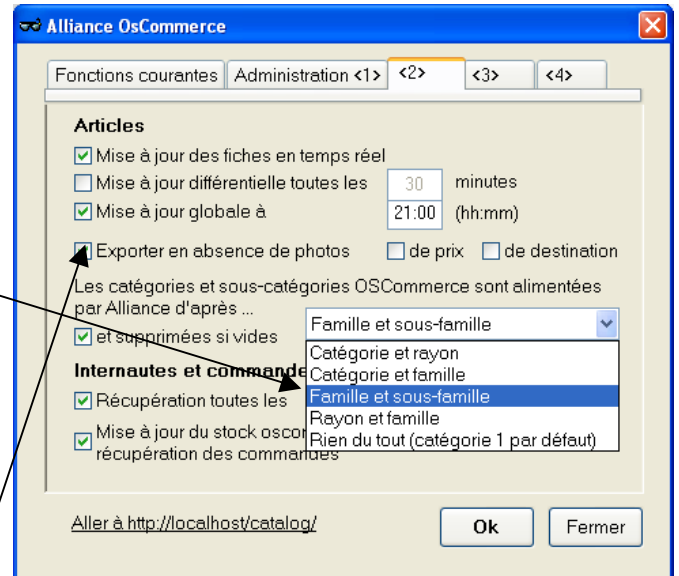 Alliance OsCommerce
Fonctions courantes Administration <1> <2> <3> <4>
Articles
Mise à jour des fiches en temps réel
Mise à jour différentielle toutes les 30 minutes
Mise à jour globale à 21:00 (hh:mm)
Exporter en absence de photos de prix de destination
Les catégories et sous-catégories OSCommerce sont alimentées
par Alliance d'après ...
Famille et sous-famille
et supprimées si vides
Catégorie et rayon
Catégorie et famille
Famille et sous-famille
Rayon et famille
Rien du tout (catégorie 1 par défaut)
Internautes et commande
Récupération toutes les
Mise à jour du stock oscom
récupération des commandes
Aller à http://localhost/catalog/ Ok Fermer